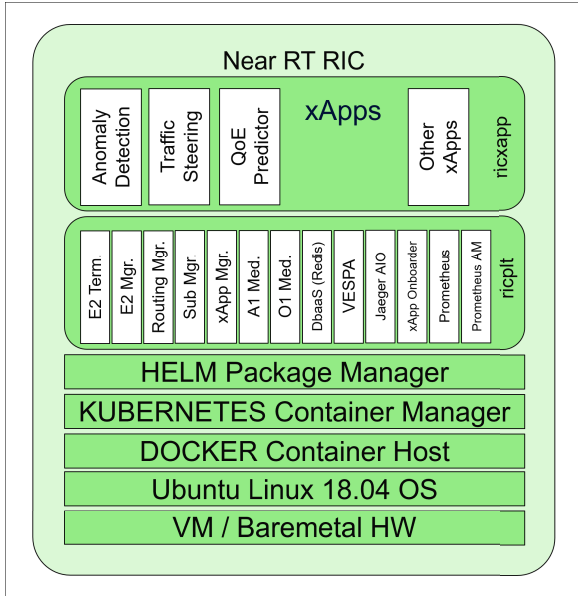 Near RT RIC
xApps
Anomaly
Detection
Traffic
Steering
QoE
Predictor
Other
xApps
ricxapp
E2 Term.
E2 Mgr.
Routing Mgr.
Sub Mgr
xApp Mgr.
A1 Med.
O1 Med.
DbaaS (Redis)
VESPA
Jaeger AIO
xApp Onboarder
Prometheus
Prometheus AM
ricplt
HELM Package Manager
KUBERNETES Container Manager
DOCKER Container Host
Ubuntu Linux 18.04 OS
VM / Baremetal HW